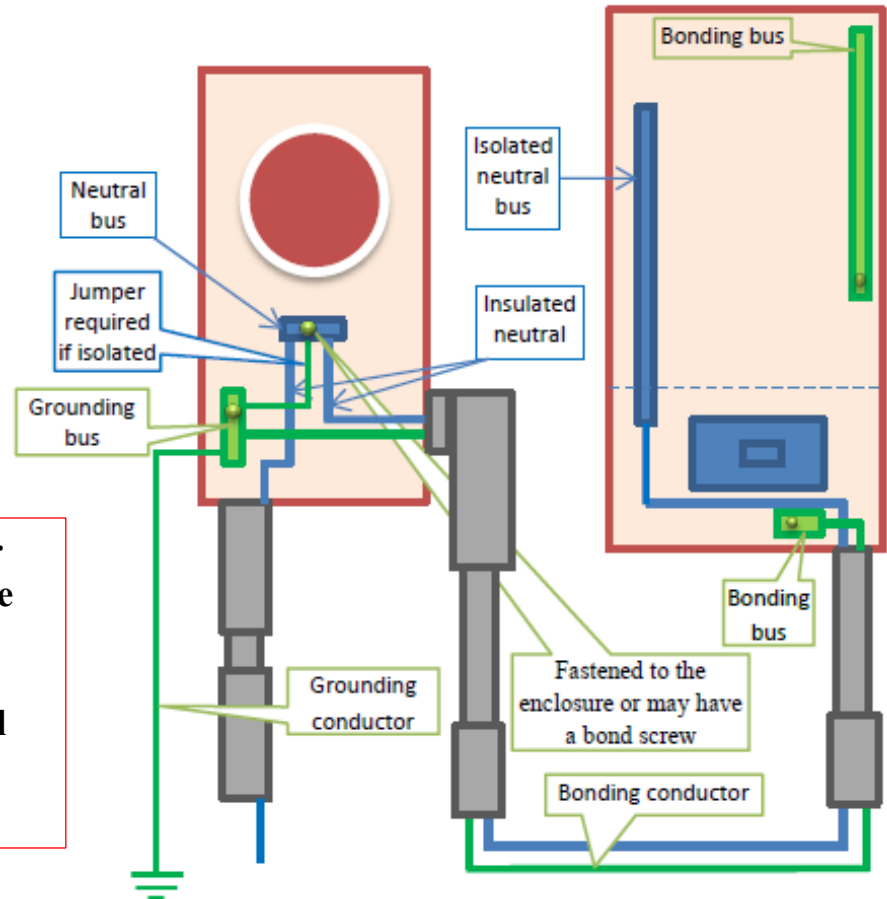 Bonding bus
Isolated
neutral
bus
Neutral
bus
Jumper
required
if isolated
Insulated
neutral
Grounding
bus
Bonding
bus
Fastened to the
enclosure or may have
a bond screw
Grounding
conductor
Bonding conductor
.
e
l